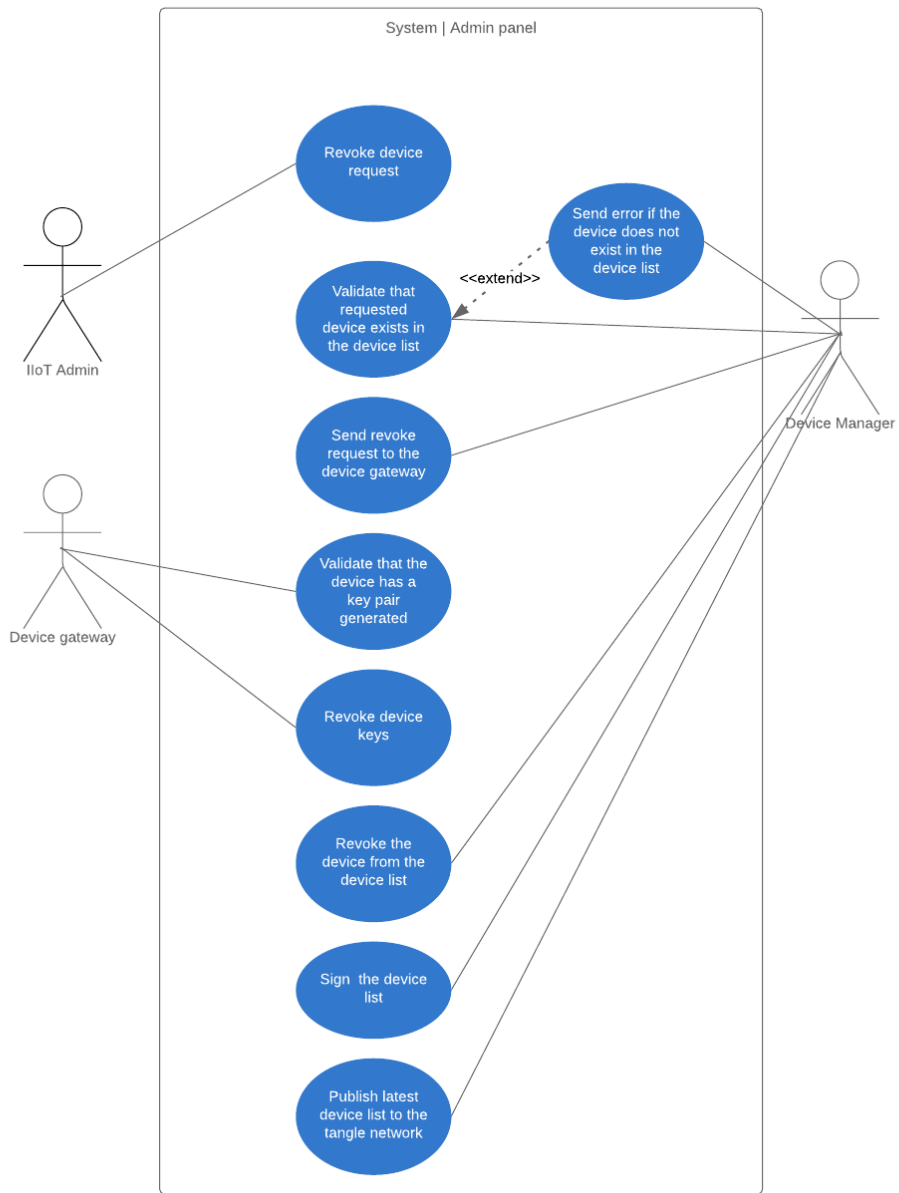 System | Admin panel
Revoke device
request
Send error if the
device does not
exist in the
device list
<<extend>>
Validate that
requested
device exists in
the device list
IIoT Admin
Device Manager
Send revoke
request to the
device gateway
Validate that the
device has a
key pair
generated
Device gateway
Revoke device
keys
Revoke the
device from the
device list
Sign  the device
list
Publish latest
device list to the
tangle network